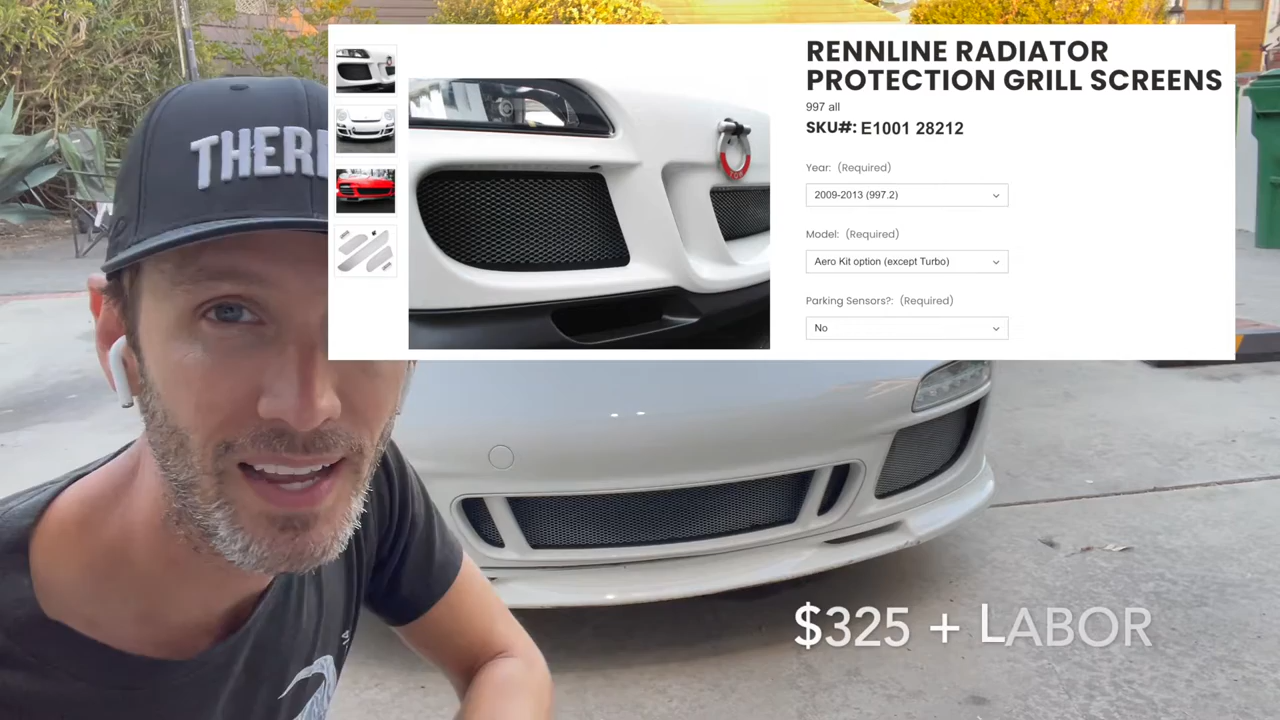 RENNLINE RADIATOR
PROTECTION GRILL SCREENS
997 all
SKU#: E1001 28212
Year: (Required)
2009-2013 (997.2)
Model: (Required)
Aero Kit option (except Turbo)
Parking Sensors?: (Required)
No
THER
$325 + LABOR